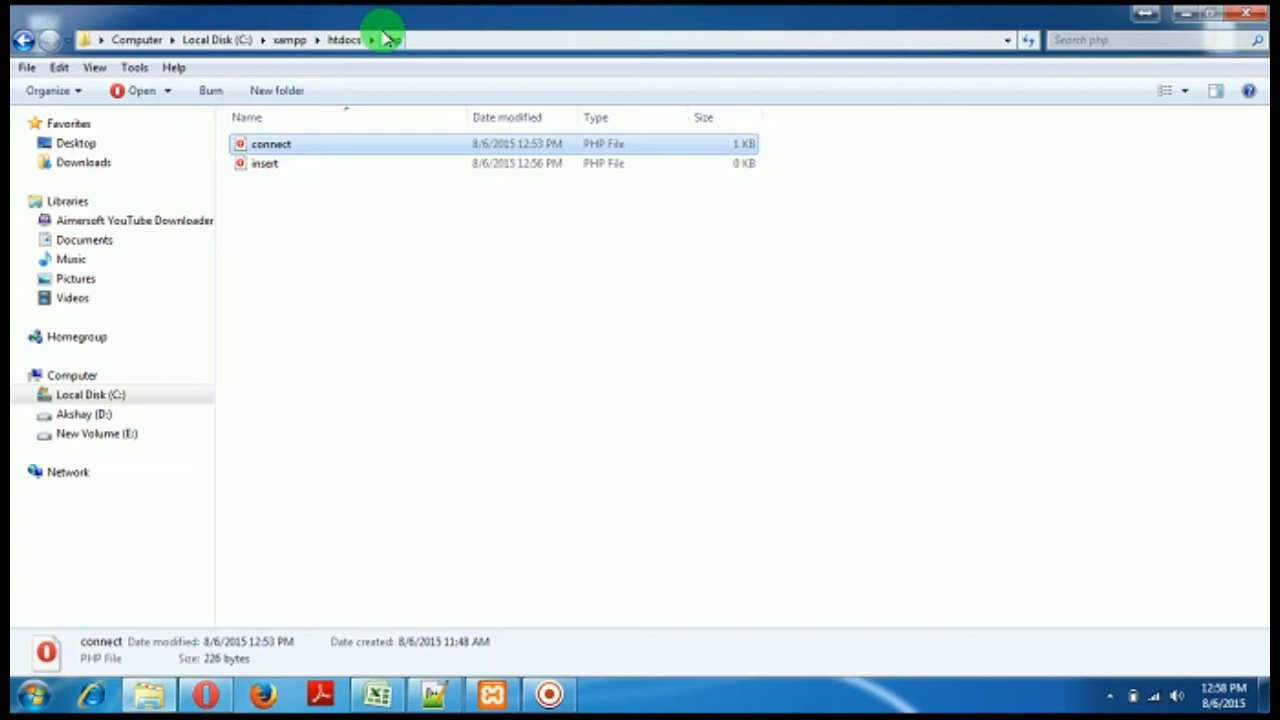 Computer Local Disk (C:) xampp htdocs
Search php
File Edit View Tools Help
Organize Open Burn New folder
Name Date modified Type Size
connect 8/6/2015 12:53 PM PHP File 1 KB
insert 8/6/2015 12:56 PM PHP File 0 KB
Favorites
Desktop
Downloads
Libraries
Aimersoft YouTube Downloader
Documents
Music
Pictures
Videos
Homegroup
Computer
Local Disk (C:)
Akshay (D:)
New Volume (E:)
Network
connect Date modified: 8/6/2015 12:53 PM Date created: 8/6/2015 11:48 AM
PHP File Size: 226 bytes
12:58 PM
8/6/2015